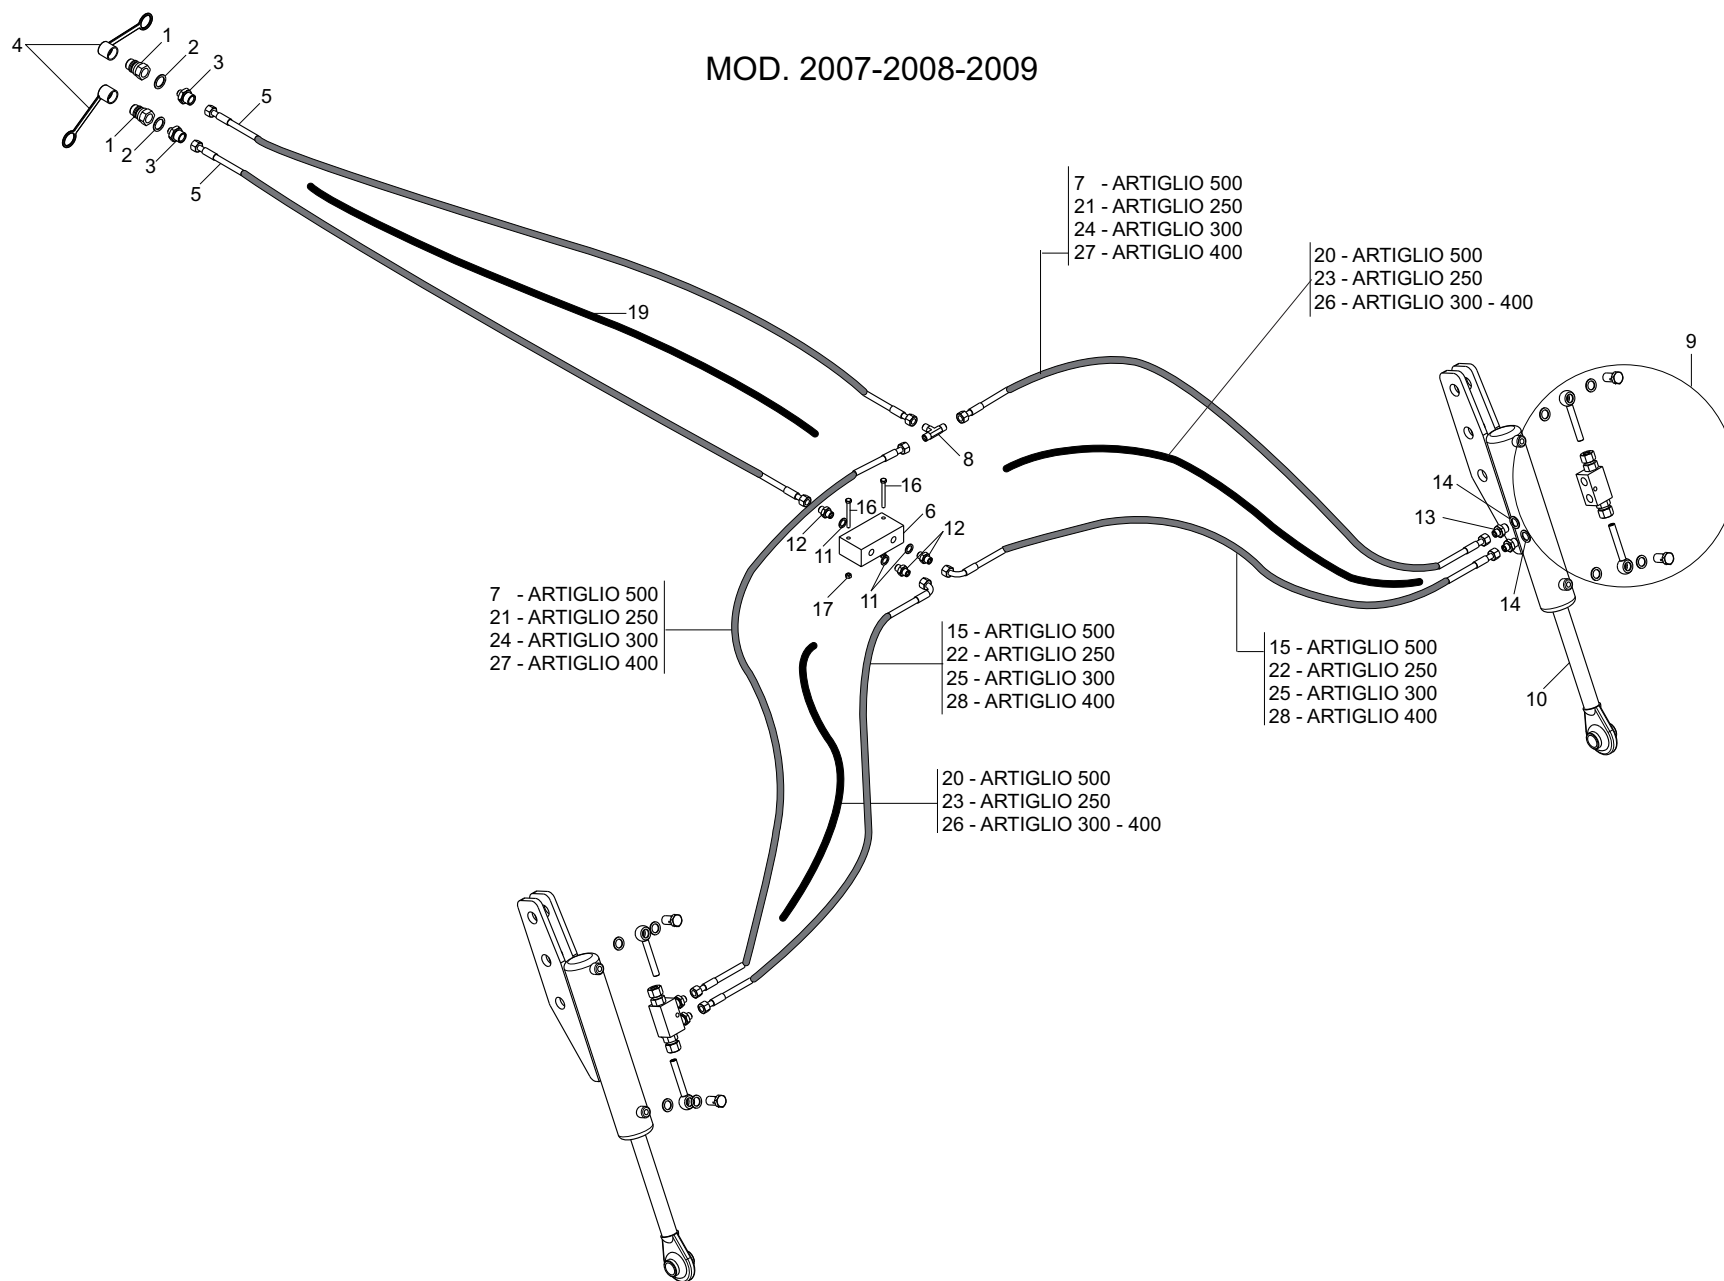 MOD. 2007-2008-2009
4
1
2
3
5
1
2
3
5
19
7 - ARTIGLIO 500
21 - ARTIGLIO 250
24 - ARTIGLIO 300
27 - ARTIGLIO 400
20 - ARTIGLIO 500
23 - ARTIGLIO 250
26 - ARTIGLIO 300 - 400
9
8
16
16
6
12
12
11
11
17
14
13
14
10
7 - ARTIGLIO 500
21 - ARTIGLIO 250
24 - ARTIGLIO 300
27 - ARTIGLIO 400
15 - ARTIGLIO 500
22 - ARTIGLIO 250
25 - ARTIGLIO 300
28 - ARTIGLIO 400
15 - ARTIGLIO 500
22 - ARTIGLIO 250
25 - ARTIGLIO 300
28 - ARTIGLIO 400
20 - ARTIGLIO 500
23 - ARTIGLIO 250
26 - ARTIGLIO 300 - 400